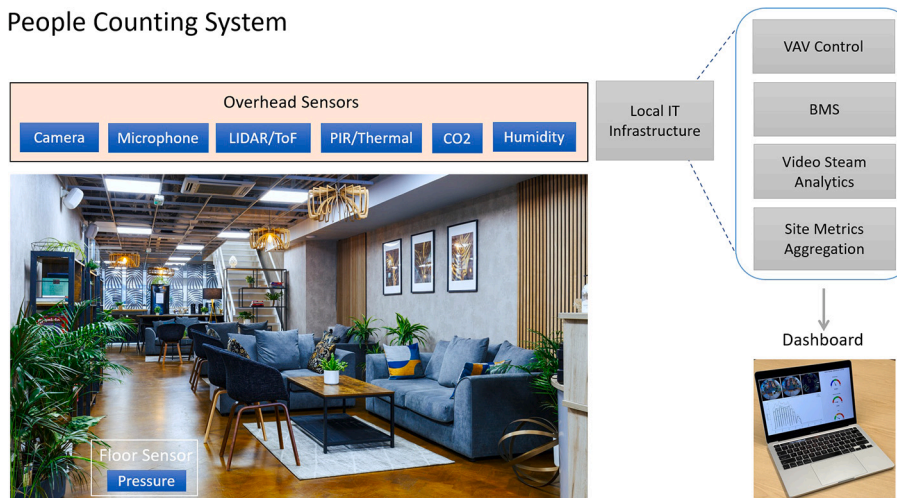 People Counting System
Overhead Sensors
Camera
Microphone
LIDAR/ToF
PIR/Thermal
CO2
Humidity
Local IT
Infrastructure
VAV Control
BMS
Video Steam
Analytics
Site Metrics
Aggregation
Dashboard
Floor Sensor
Pressure